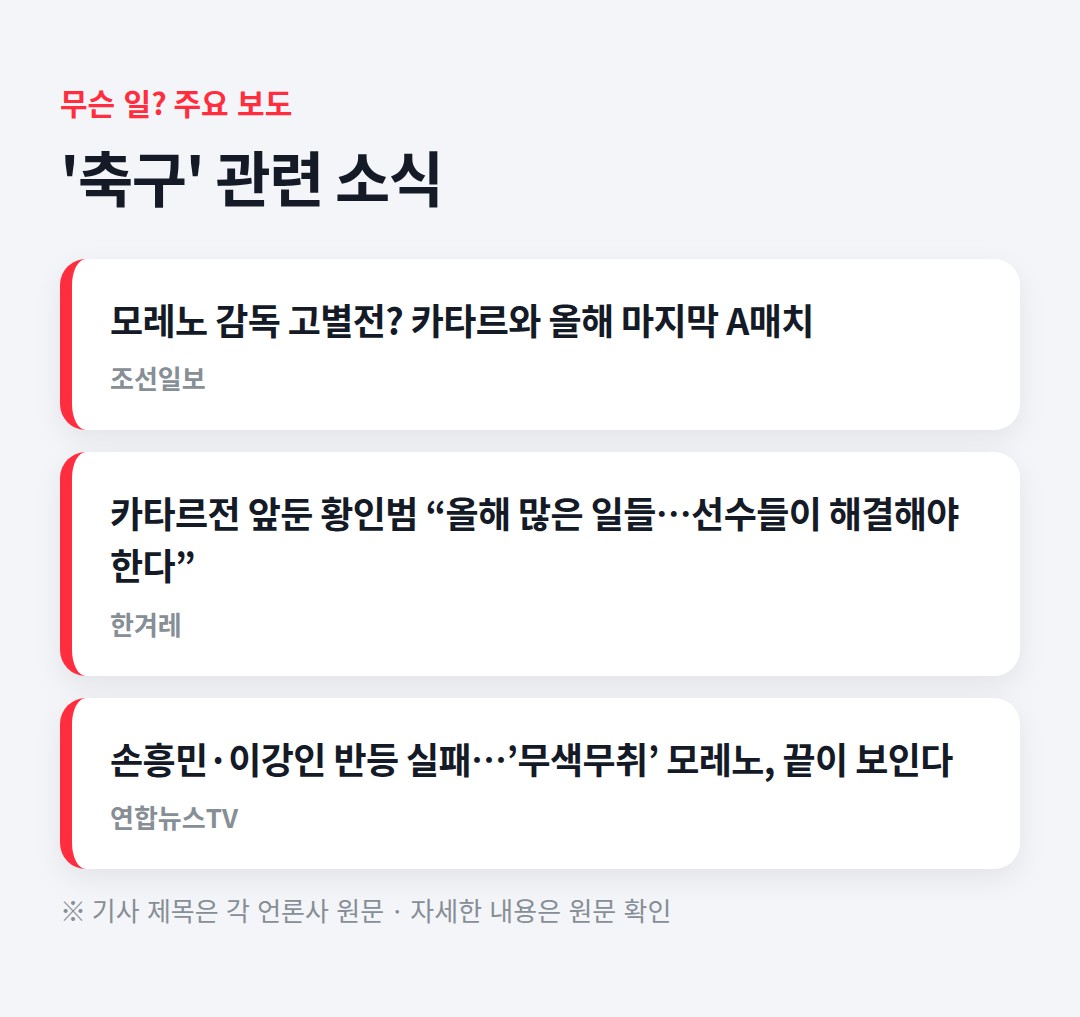 무슨 일? 주요 보도
'축구' 관련 소식
모레노 감독 고별전? 카타르와 올해 마지막 A매치
조선일보
카타르전 앞둔 황인범 “올해 많은 일들…선수들이 해결해야
한다”
한겨레
손흥민·이강인 반등 실패…’무색무취’ 모레노, 끝이 보인다
연합뉴스TV
※ 기사 제목은 각 언론사 원문 · 자세한 내용은 원문 확인